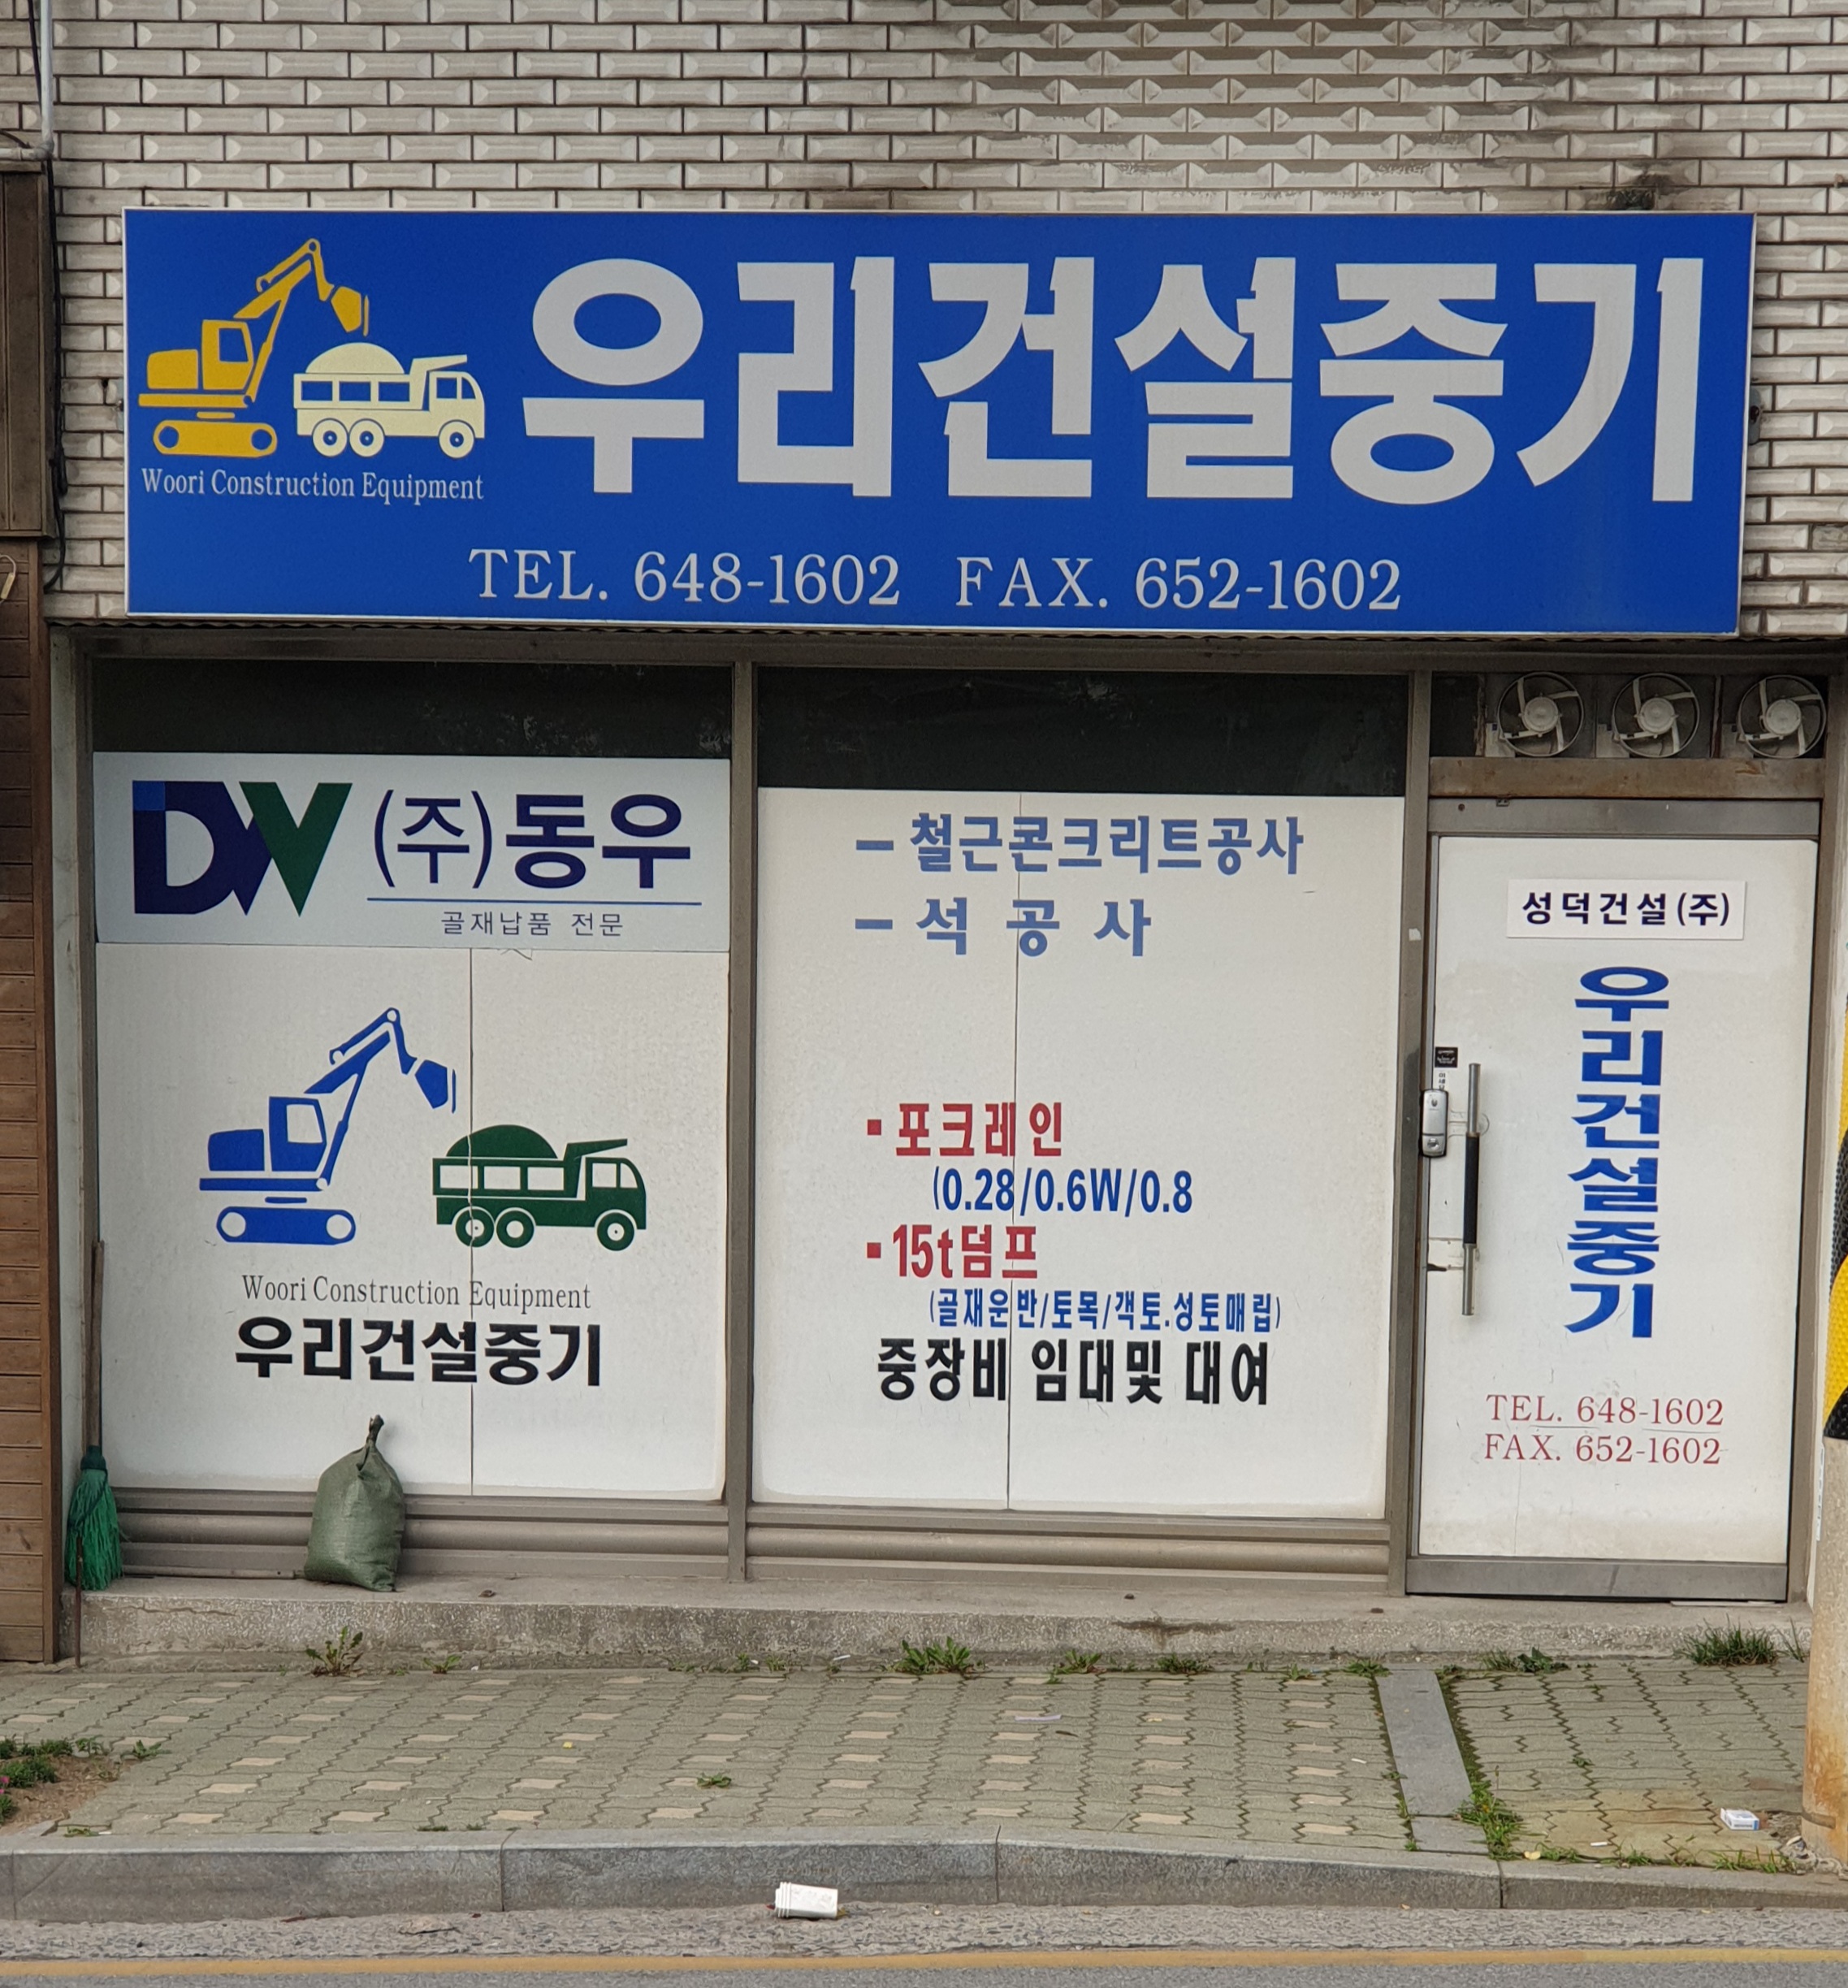 우리건설중기
Woori Construction Equipment
TEL. 648-1602 FAX. 652-1602
DW (주)동우
골재납품 전문
Woori Construction Equipment
우리건설중기
- 철근콘크리트공사
- 석 공 사
▪ 포크레인
(0.28/0.6W/0.8
▪ 15t덤프
(골재운반/토목/객토.성토매립)
중장비 임대및 대여
성덕건설(주)
우리건설중기
TEL. 648-1602
FAX. 652-1602